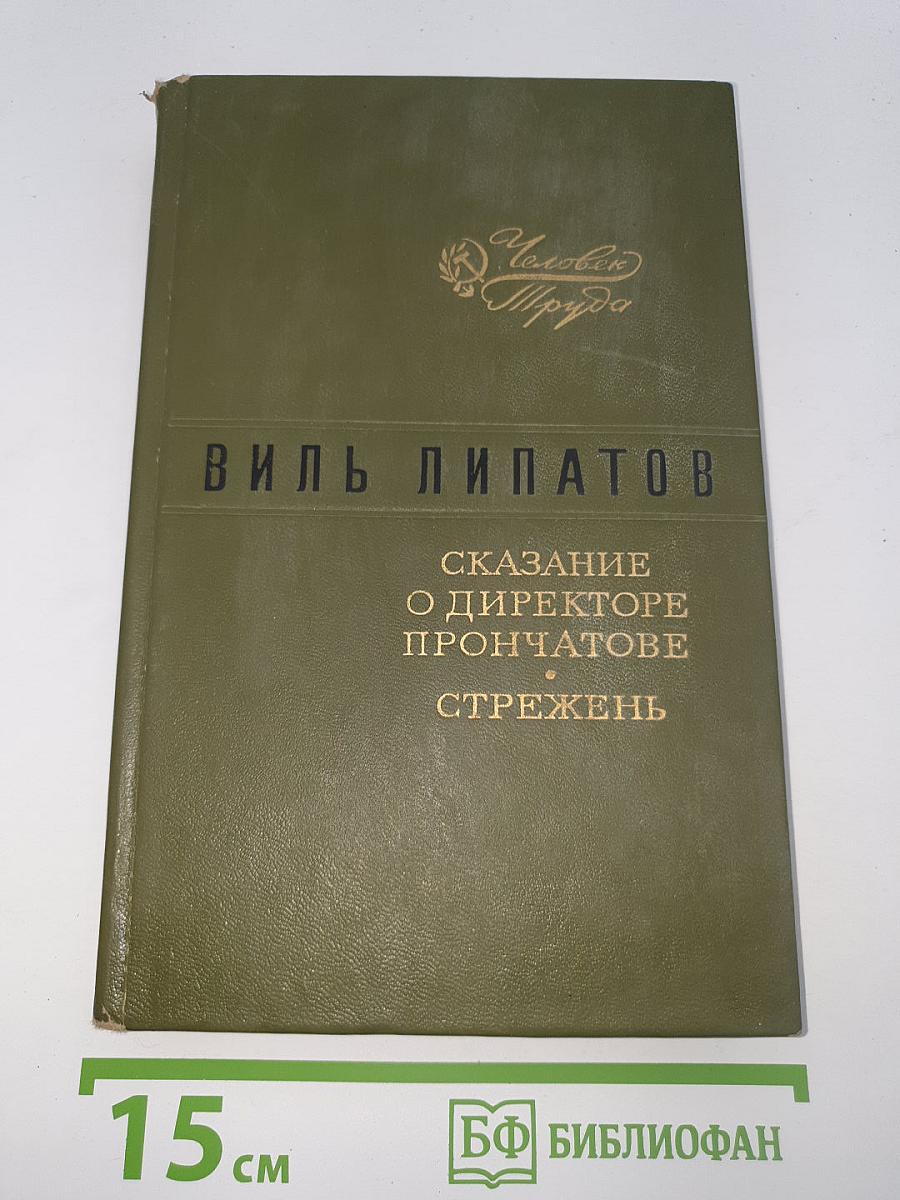 Человек
Труда
ВИЛЬ ЛИПАТОВ
СКАЗАНИЕ
О ДИРЕКТОРЕ
ПРОНЧАТОВЕ
•
СТРЕЖЕНЬ
15 см
БФ БИБЛИОФАН